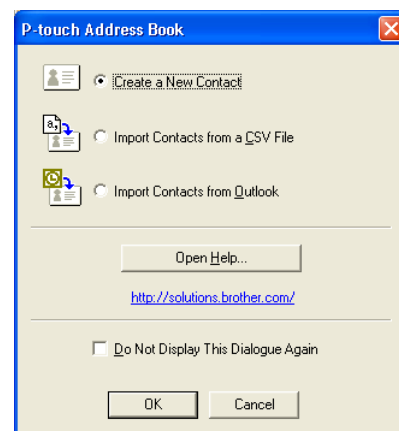 P-touch Address Book
Create a New Contact
a,
Import Contacts from a CSV File
Import Contacts from Outlook
Open Help...
http://solutions.brother.com/
Do Not Display This Dialogue Again
OK Cancel